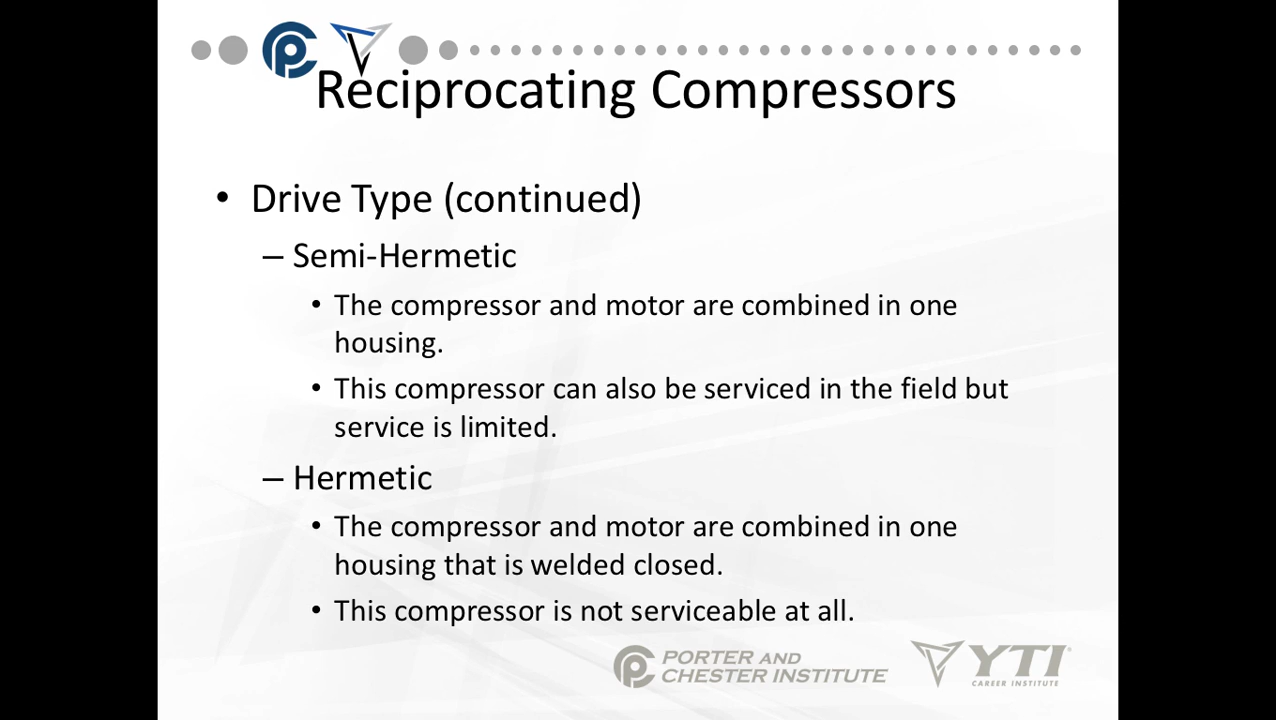 Reciprocating Compressors
• Drive Type (continued)
– Semi-Hermetic
• The compressor and motor are combined in one
housing.
• This compressor can also be serviced in the field but
service is limited.
– Hermetic
• The compressor and motor are combined in one
housing that is welded closed.
• This compressor is not serviceable at all.
PORTER AND
CHESTER INSTITUTE
YTI®
CAREER INSTITUTE